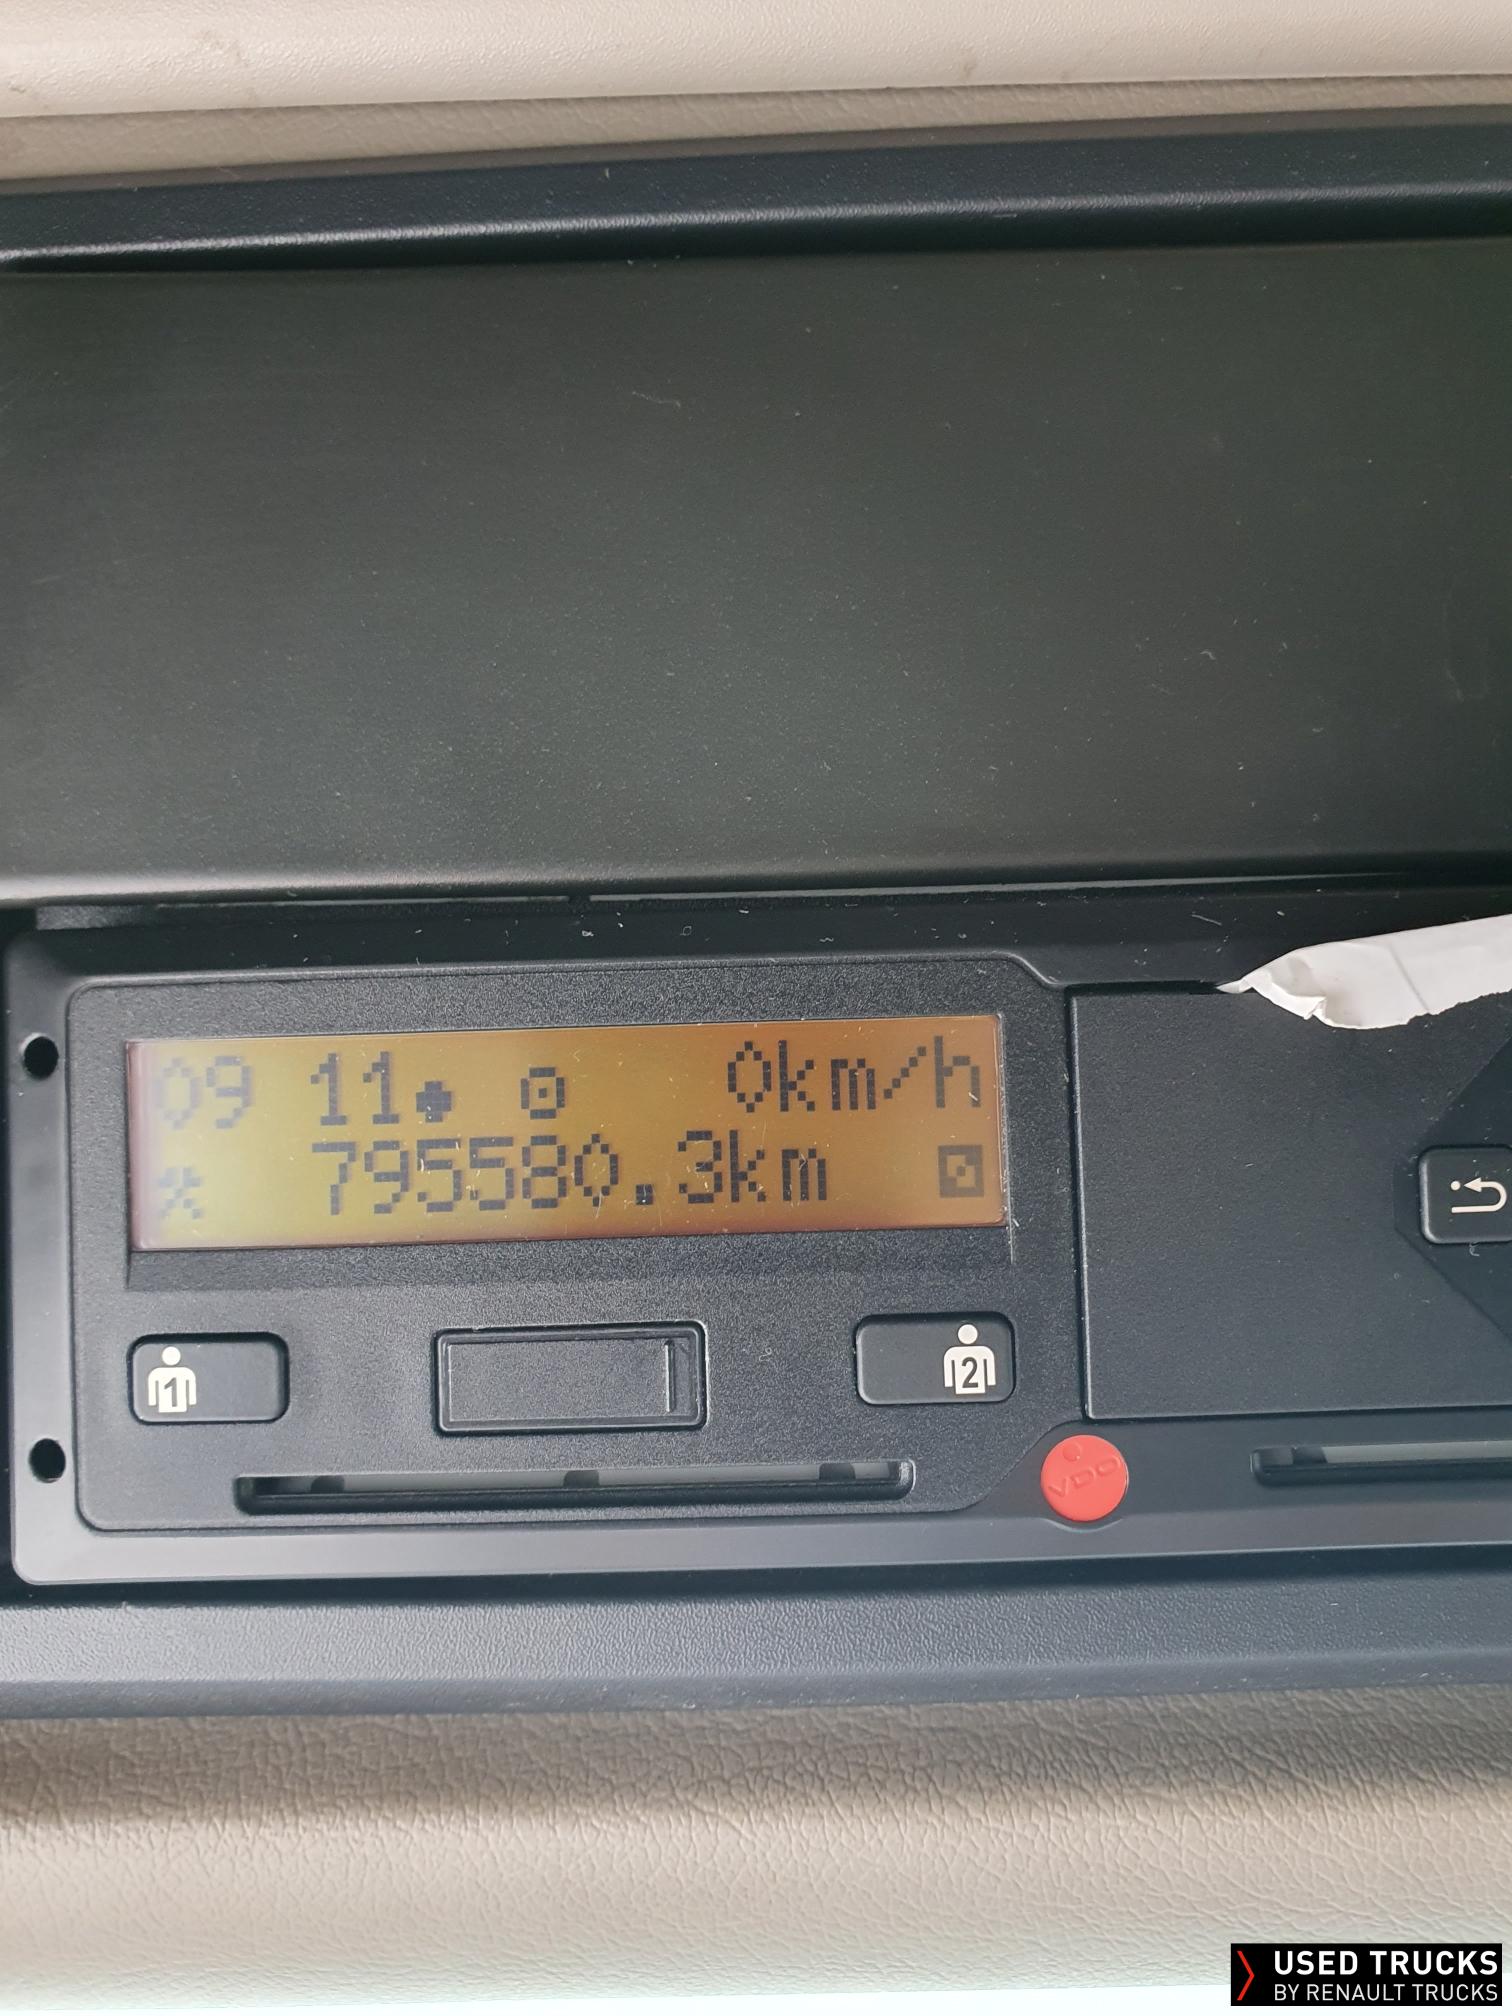 09 11● 0km/h
795580.3km
1
2
VDO
USED TRUCKS
BY RENAULT TRUCKS